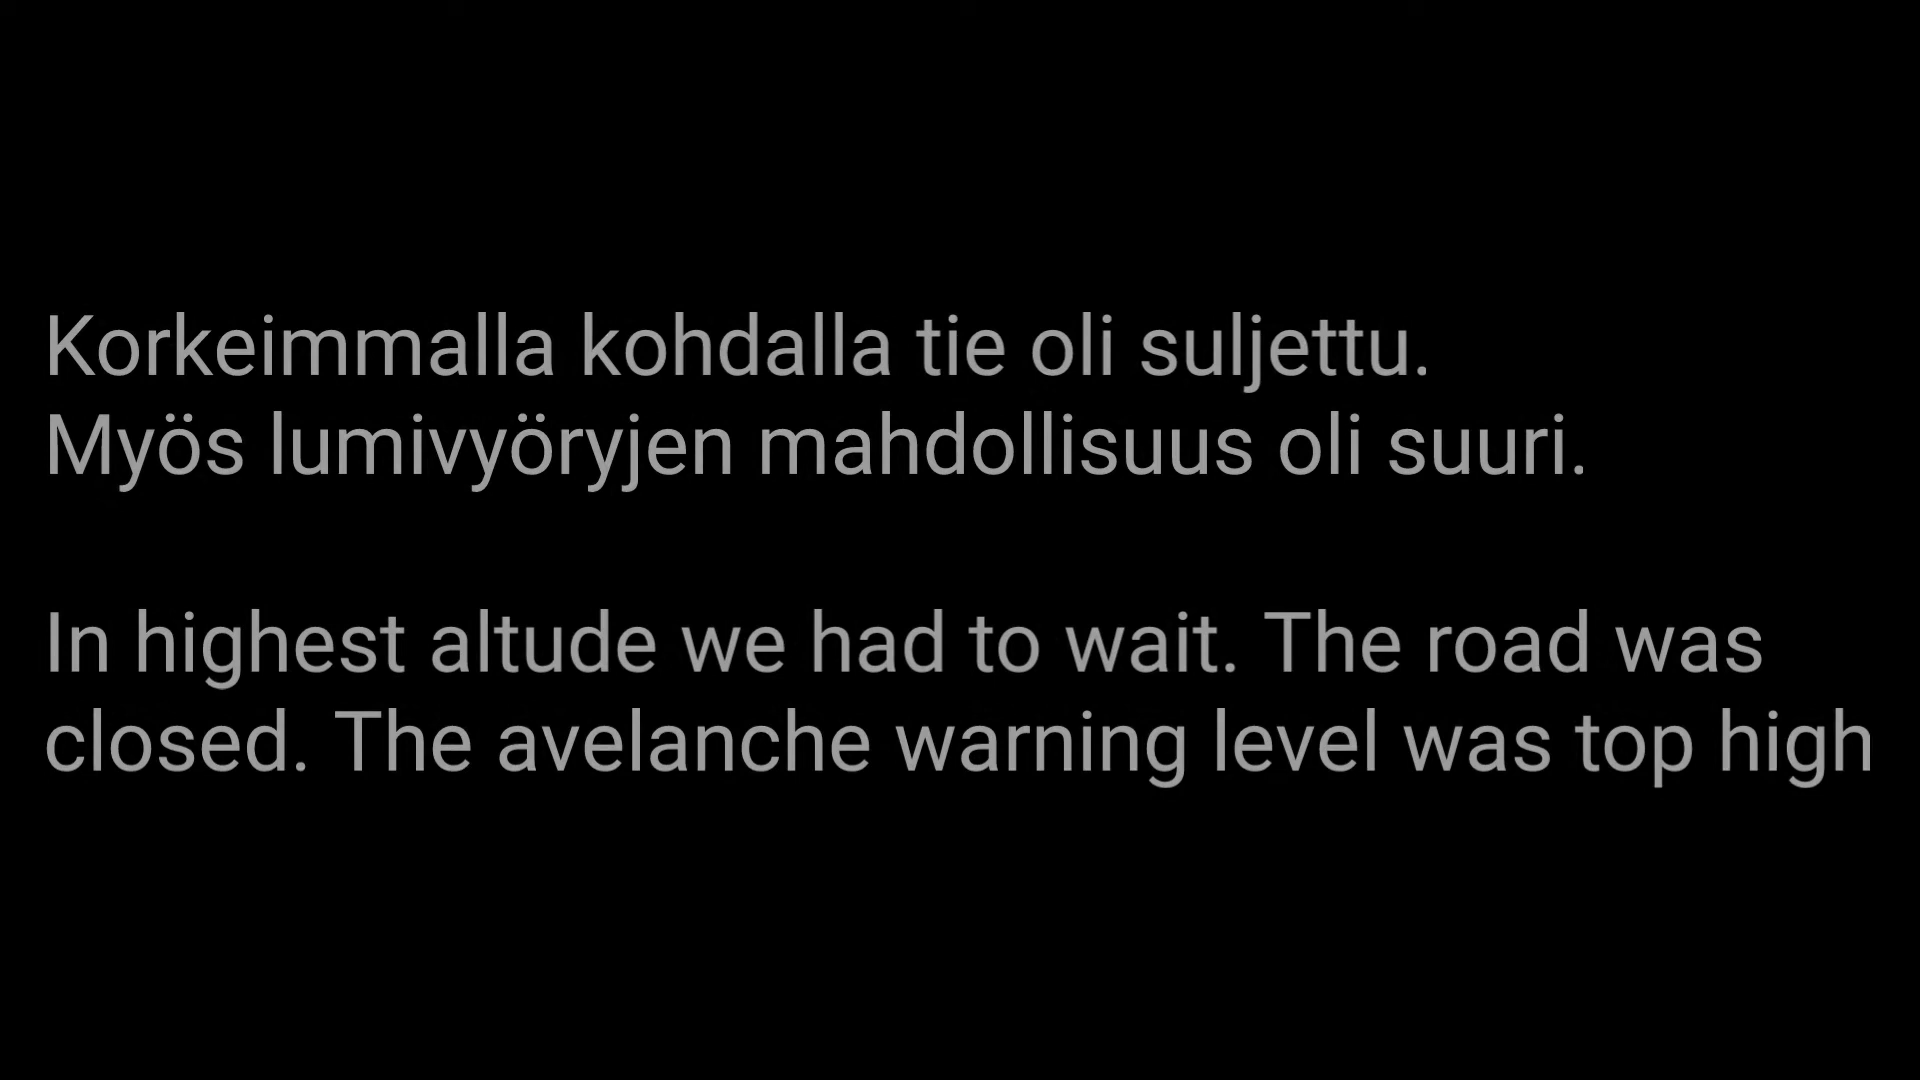 Korkeimmalla kohdalla tie oli suljettu.
Myös lumivyöryjen mahdollisuus oli suuri.
In highest altude we had to wait. The road was
closed. The avelanche warning level was top high